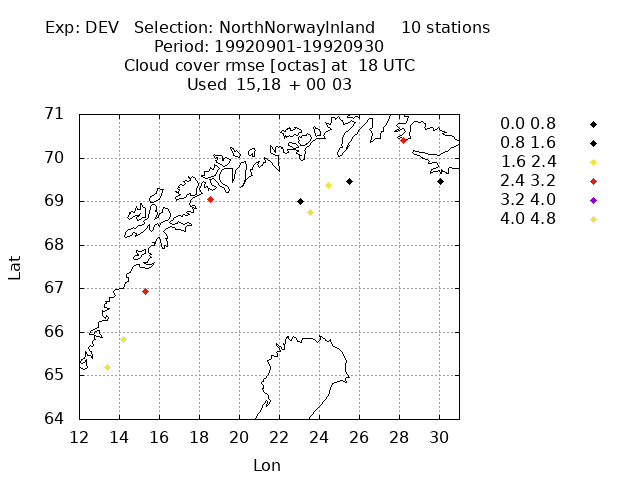 Exp: DEV   Selection: NorthNorwayInland     10 stations
Period: 19920901-19920930
Cloud cover rmse [octas] at  18 UTC
Used  15,18 + 00 03
71
70
69
68
67
66
65
64
Lat
12 14 16 18 20 22 24 26 28 30
Lon
0.0 0.8
0.8 1.6
1.6 2.4
2.4 3.2
3.2 4.0
4.0 4.8